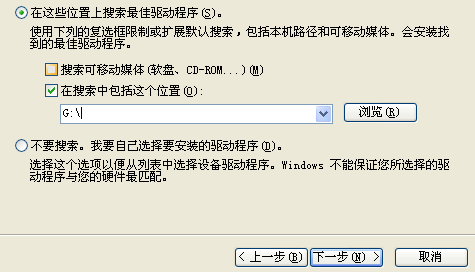 在这些位置上搜索最佳驱动程序(S)。
使用下列的复选框限制或扩展默认搜索，包括本机路径和可移动媒体。会安装找
到的最佳驱动程序。
搜索可移动媒体(软盘、CD-ROM...)(M)
在搜索中包括这个位置(O):
G:\
浏览(R)
不要搜索。我要自己选择要安装的驱动程序(D)。
选择这个选项以便从列表中选择设备驱动程序。Windows 不能保证您所选择的驱
动程序与您的硬件最匹配。
< 上一步(B) 下一步(N) > 取消